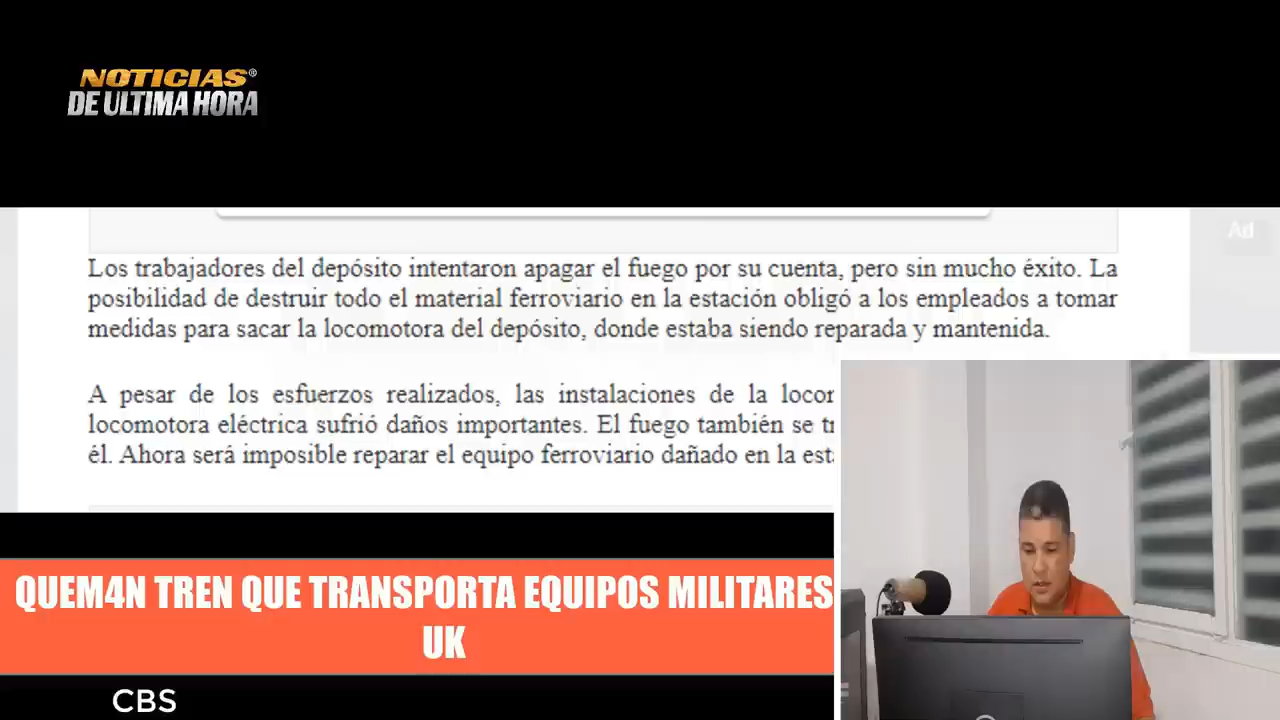 NOTICIAS®
DE ULTIMA HORA
Ad
Los trabajadores del depósito intentaron apagar el fuego por su cuenta, pero sin mucho éxito. La
posibilidad de destruir todo el material ferroviario en la estación obligó a los empleados a tomar
medidas para sacar la locomotora del depósito, donde estaba siendo reparada y mantenida.
A pesar de los esfuerzos realizados, las instalaciones de la locor
locomotora eléctrica sufrió daños importantes. El fuego también se tr
él. Ahora será imposible reparar el equipo ferroviario dañado en la esta
QUEM4N TREN QUE TRANSPORTA EQUIPOS MILITARES
UK
CBS